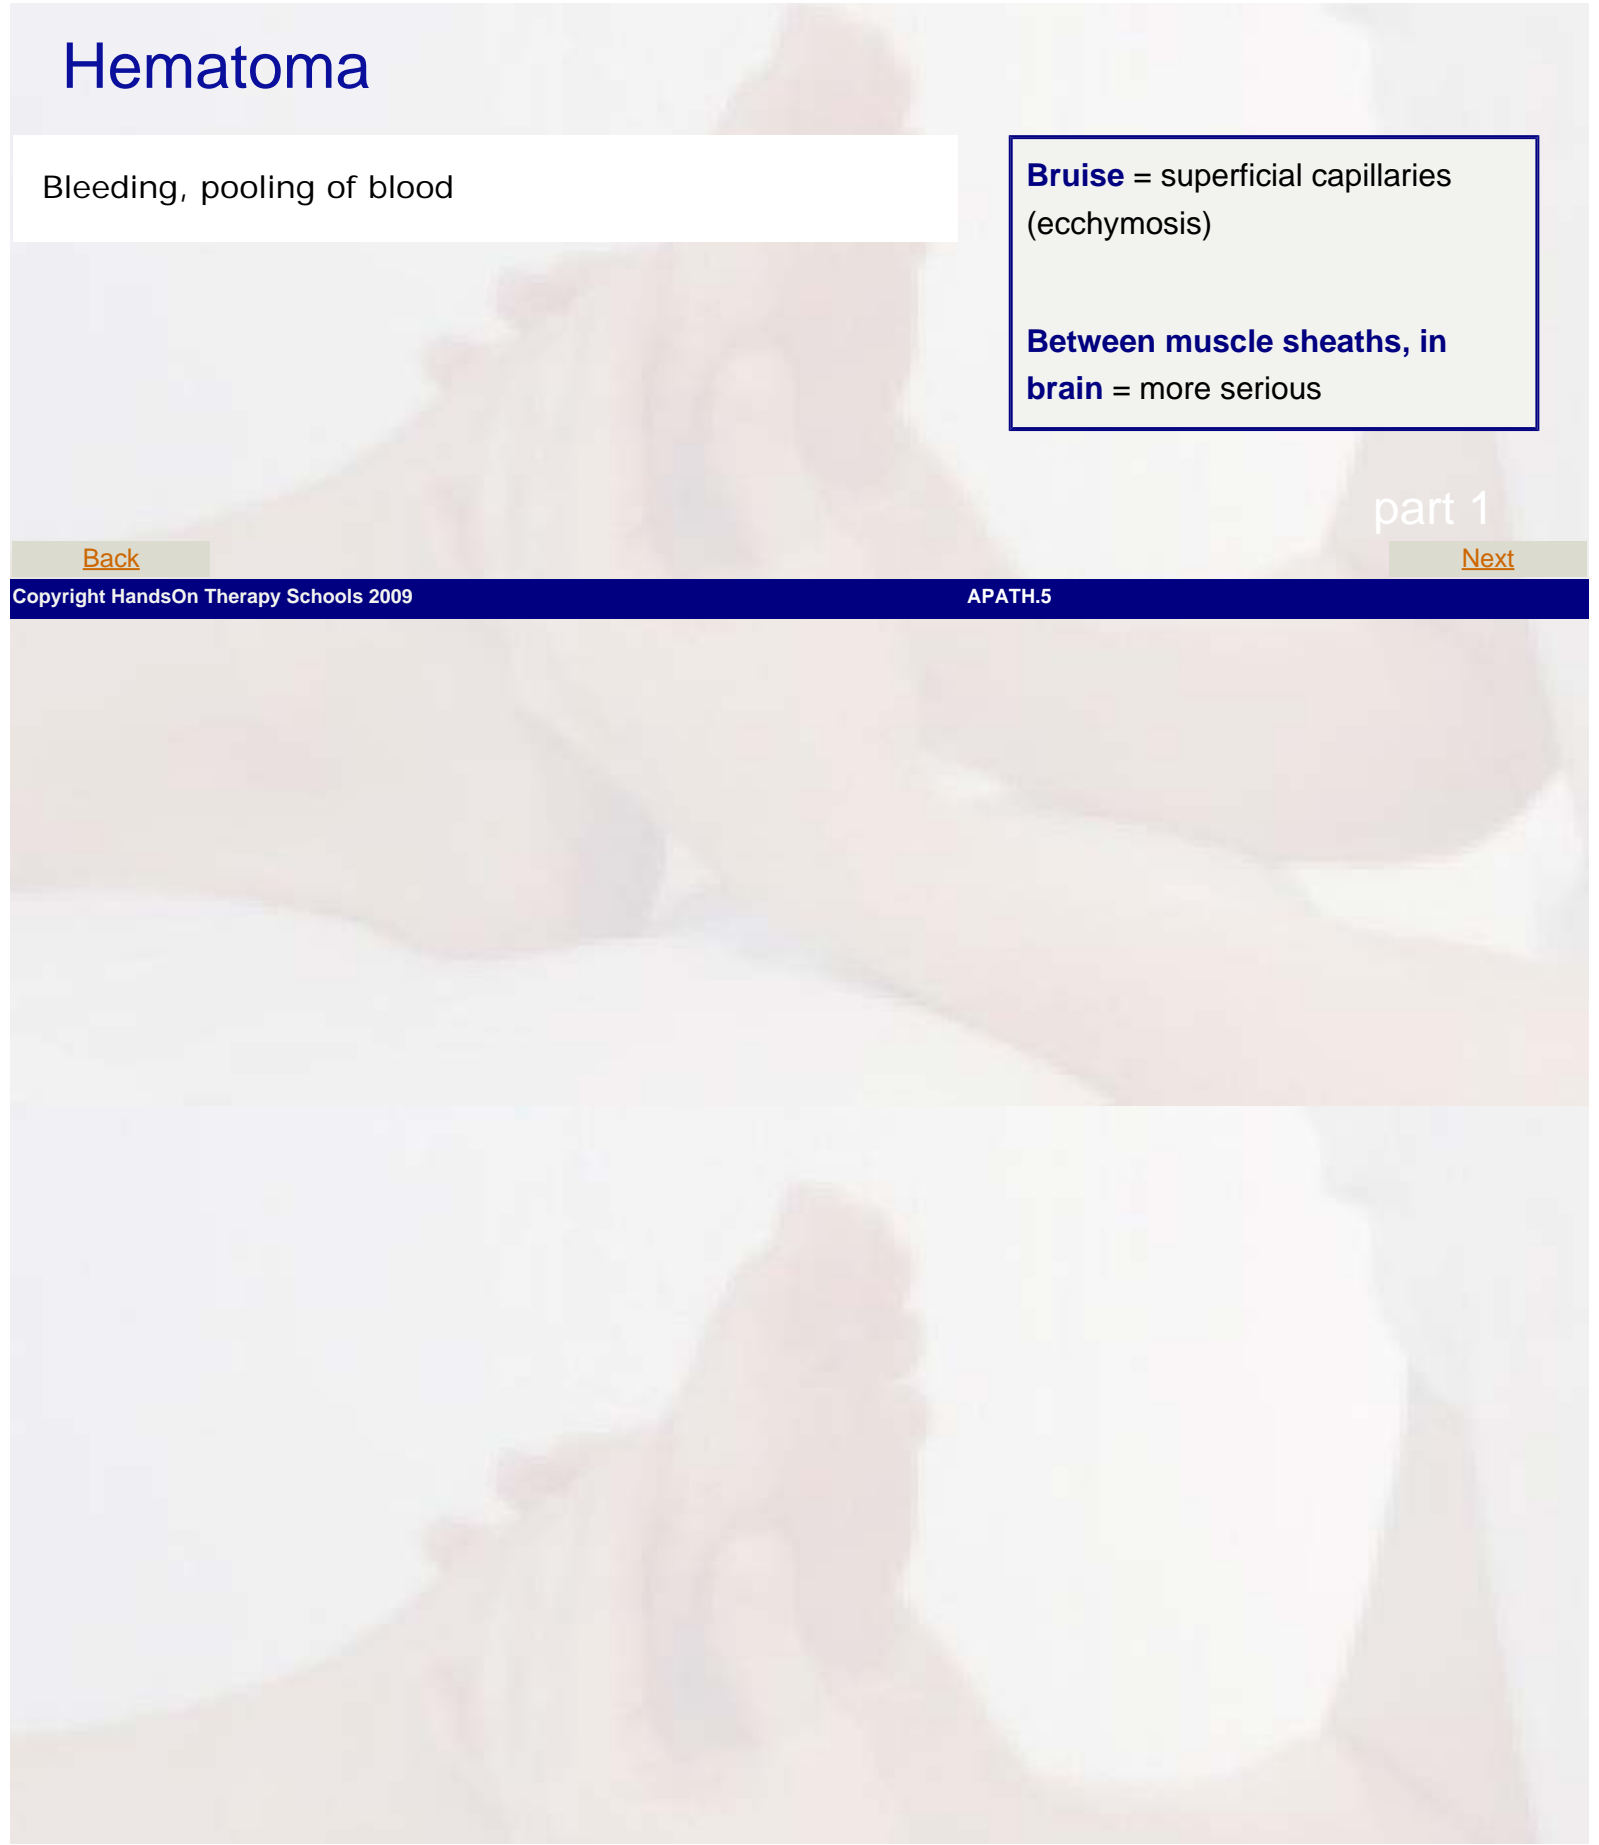 Hematoma
Bleeding, pooling of blood
Bruise = superficial capillaries
(ecchymosis)
Between muscle sheaths, in
brain = more serious
part 1
Back
Next
Copyright HandsOn Therapy Schools 2009
APATH.5